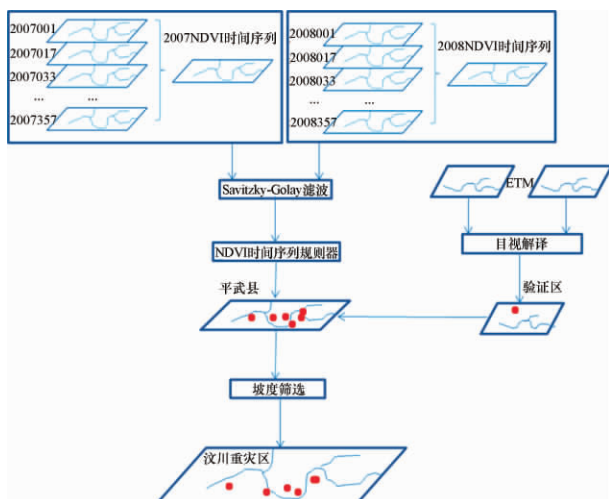 2007001
2007017
2007033
...
...
2007357
2007NDVI时间序列
2008001
2008017
2008033
...
...
2008357
2008NDVI时间序列
Savitzky-Golay滤波
ETM
NDVI时间序列规则器
目视解译
平武县
验证区
坡度筛选
汶川重灾区